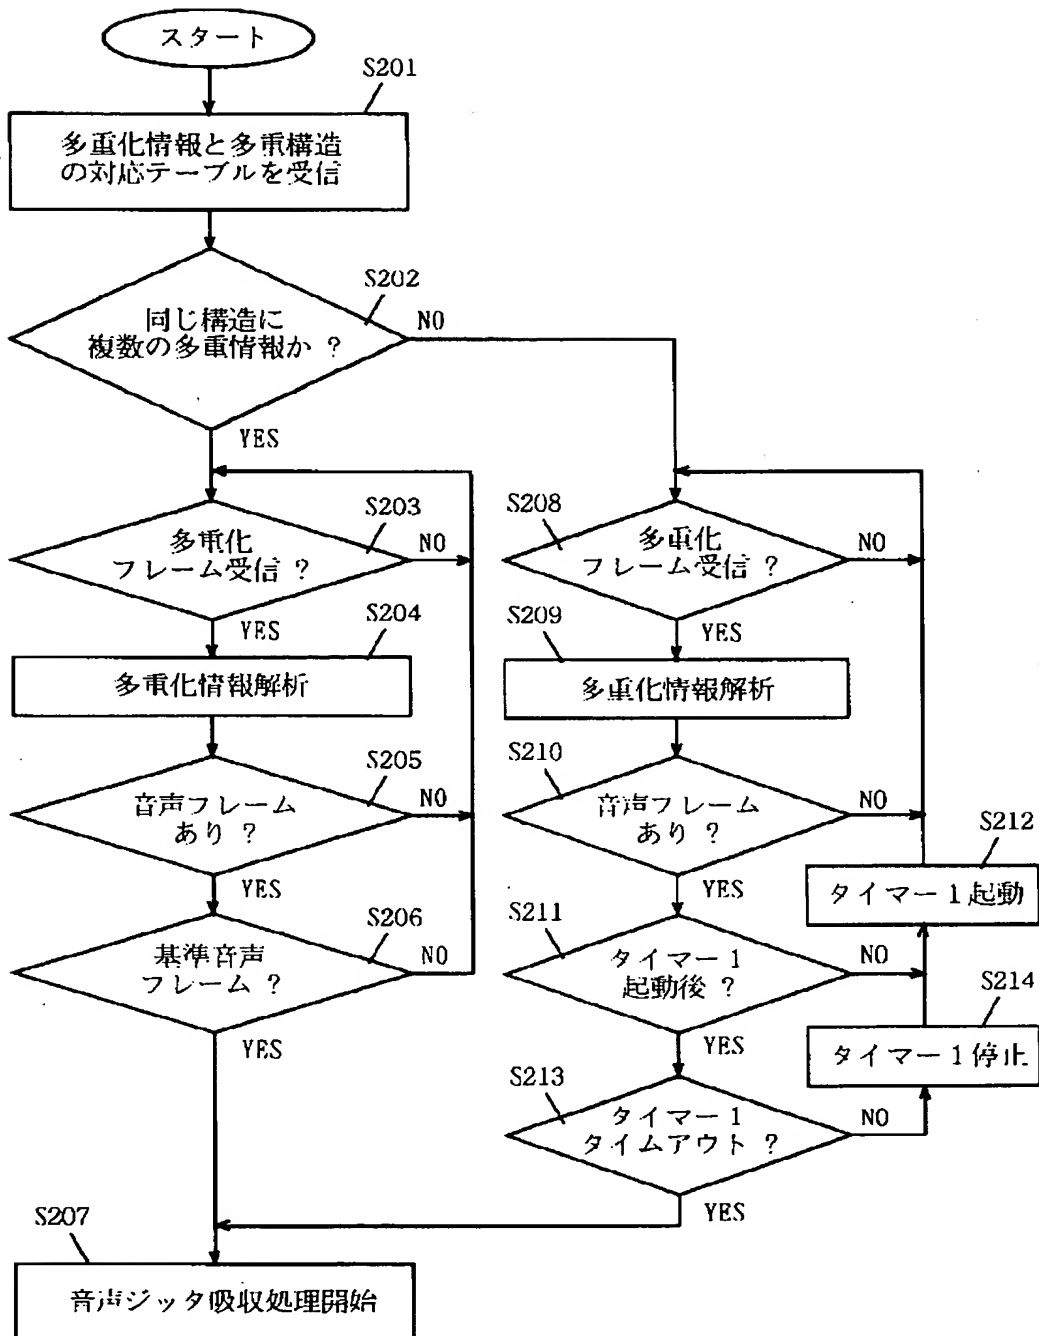 スタート
S201
多重化情報と多重構造
の対応テーブルを受信
S202
同じ構造に
複数の多重情報か ?
NO
YES
S203
多重化
フレーム受信 ?
NO
YES
S204
多重化情報解析
S205
音声フレーム
あり ?
NO
YES
S206
基準音声
フレーム ?
NO
YES
S207
音声ジッタ吸収処理開始
S208
多重化
フレーム受信 ?
NO
YES
S209
多重化情報解析
S210
音声フレーム
あり ?
NO
YES
S211
タイマー1
起動後 ?
NO
YES
S212
タイマー1起動
S213
タイマー1
タイムアウト ?
NO
YES
S214
タイマー1停止